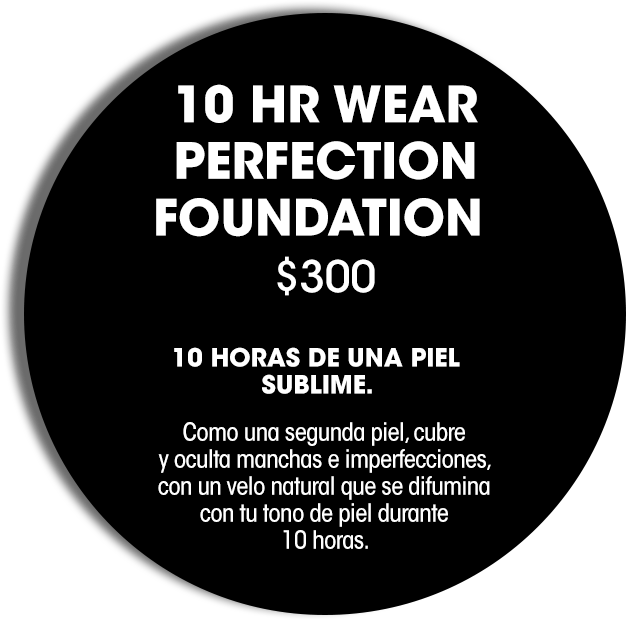 10 HR WEAR
PERFECTION
FOUNDATION
$300
10 HORAS DE UNA PIEL
SUBLIME.
Como una segunda piel, cubre
y oculta manchas e imperfecciones,
con un velo natural que se difumina
con tu tono de piel durante
10 horas.